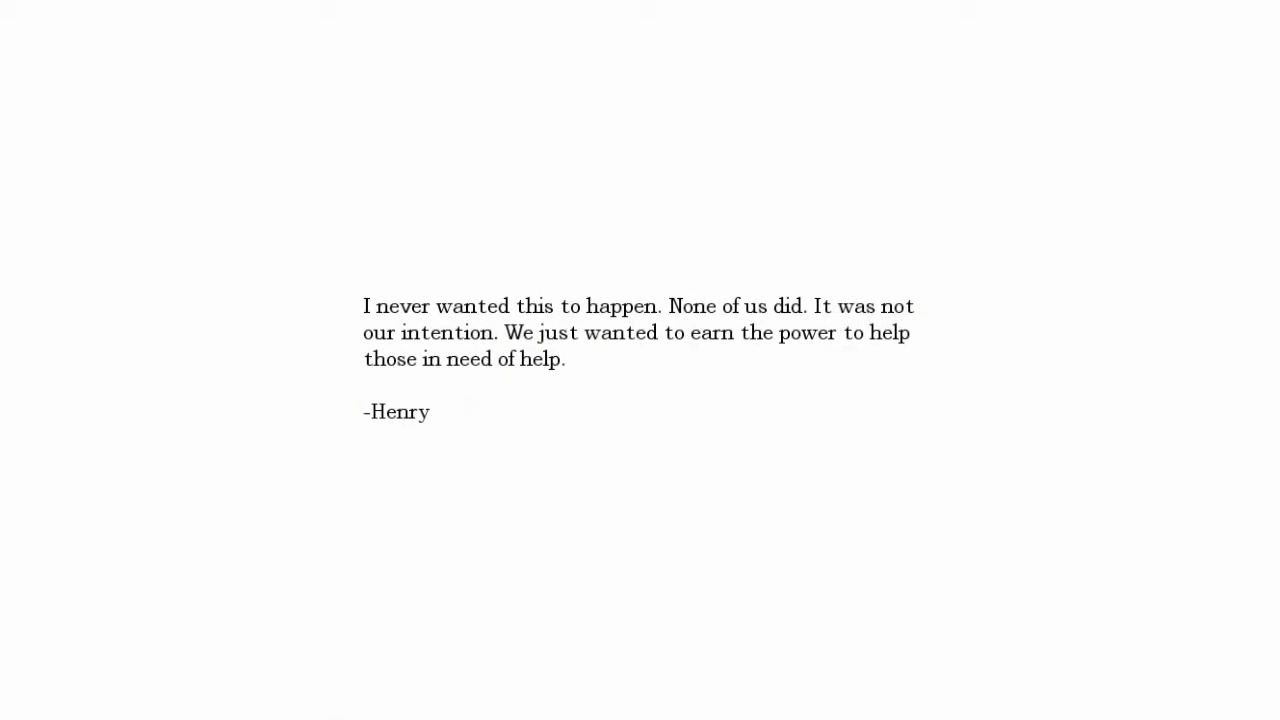 I never wanted this to happen. None of us did. It was not
our intention. We just wanted to earn the power to help
those in need of help.
-Henry